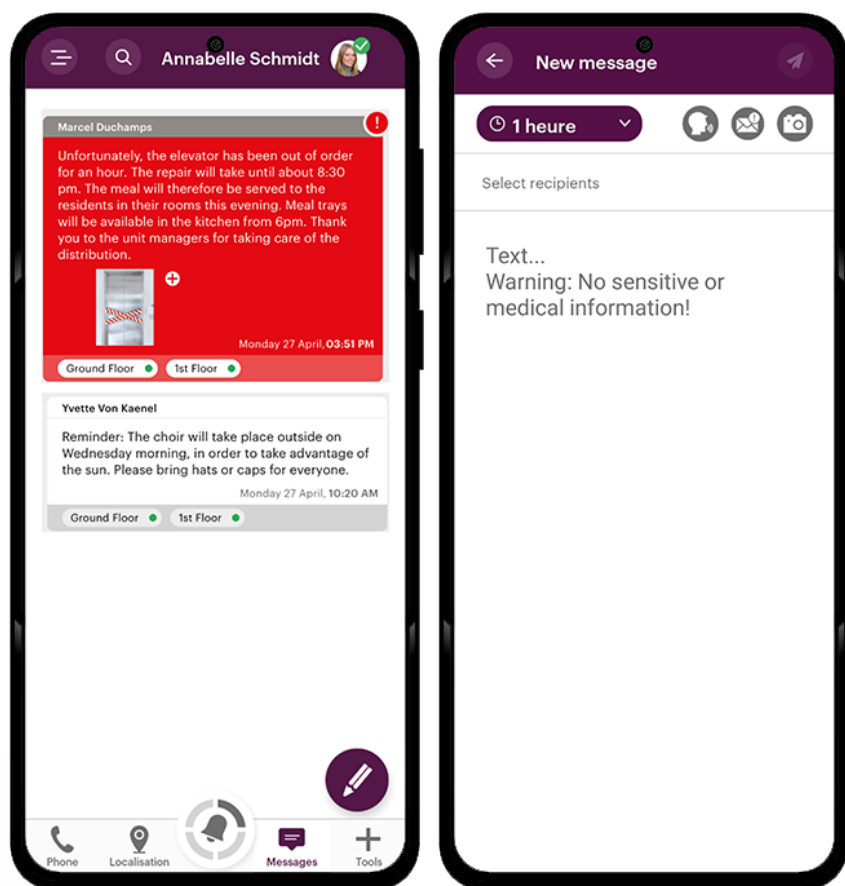 Annabelle Schmidt
Marcel Duchamps
!
Unfortunately, the elevator has been out of order
for an hour. The repair will take until about 8:30
pm. The meal will therefore be served to the
residents in their rooms this evening. Meal trays
will be available in the kitchen from 6pm. Thank
you to the unit managers for taking care of the
distribution.
Monday 27 April, 03:51 PM
Ground Floor 1st Floor
Yvette Von Kaenel
Reminder: The choir will take place outside on
Wednesday morning, in order to take advantage of
the sun. Please bring hats or caps for everyone.
Monday 27 April, 10:20 AM
Ground Floor 1st Floor
Phone Localisation Messages Tools
New message
1 heure
Select recipients
Text...
Warning: No sensitive or
medical information!